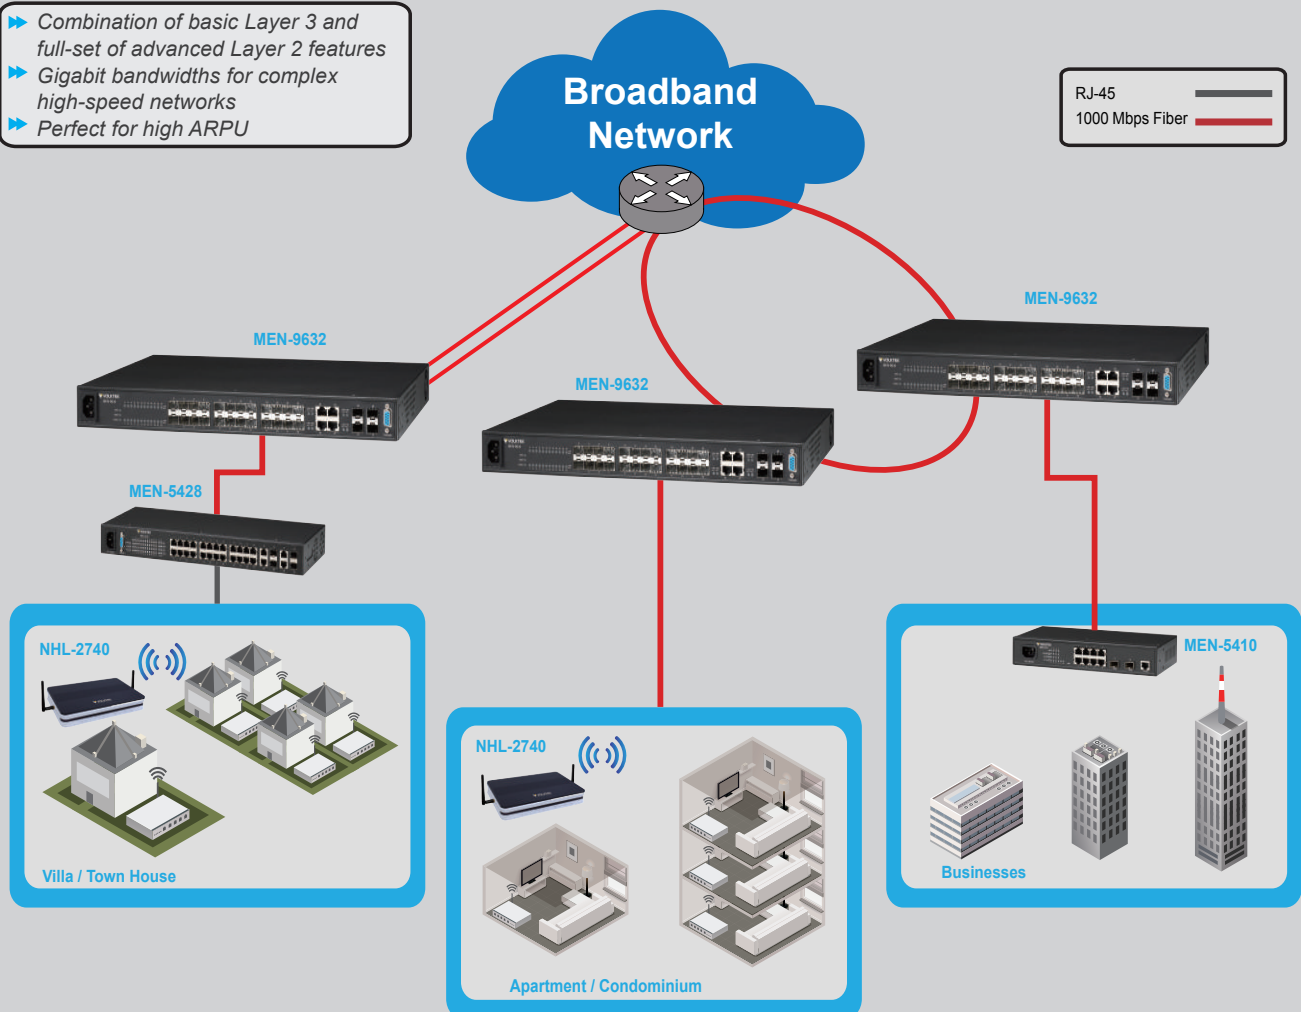 Combination of basic Layer 3 and
full-set of advanced Layer 2 features
Gigabit bandwidths for complex
high-speed networks
Perfect for high ARPU
Broadband
Network
RJ-45
1000 Mbps Fiber
MEN-9632
MEN-9632
MEN-9632
MEN-5428
NHL-2740
Villa / Town House
NHL-2740
Apartment / Condominium
MEN-5410
Businesses